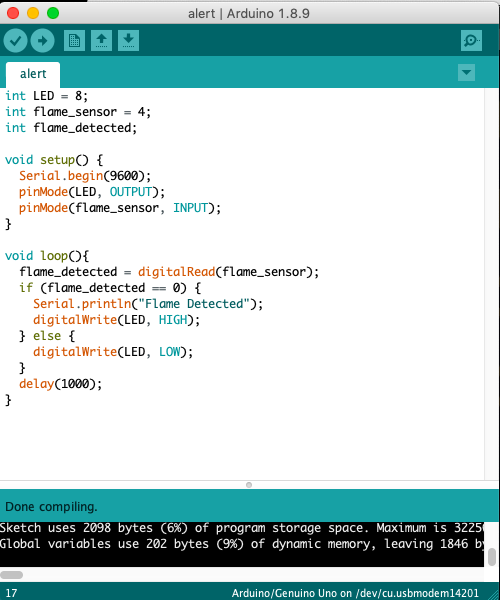 alert | Arduino 1.8.9
alert
int LED = 8;
int flame_sensor = 4;
int flame_detected;
void setup() {
  Serial.begin(9600);
  pinMode(LED, OUTPUT);
  pinMode(flame_sensor, INPUT);
}
void loop(){
  flame_detected = digitalRead(flame_sensor);
  if (flame_detected == 0) {
    Serial.println("Flame Detected");
    digitalWrite(LED, HIGH);
  } else {
    digitalWrite(LED, LOW);
  }
  delay(1000);
}
Done compiling.
Sketch uses 2098 bytes (6%) of program storage space. Maximum is
Global variables use 202 bytes (9%) of dynamic memory, leaving 1846
17 Arduino/Genuino Uno on /dev/cu.usbmodem14201